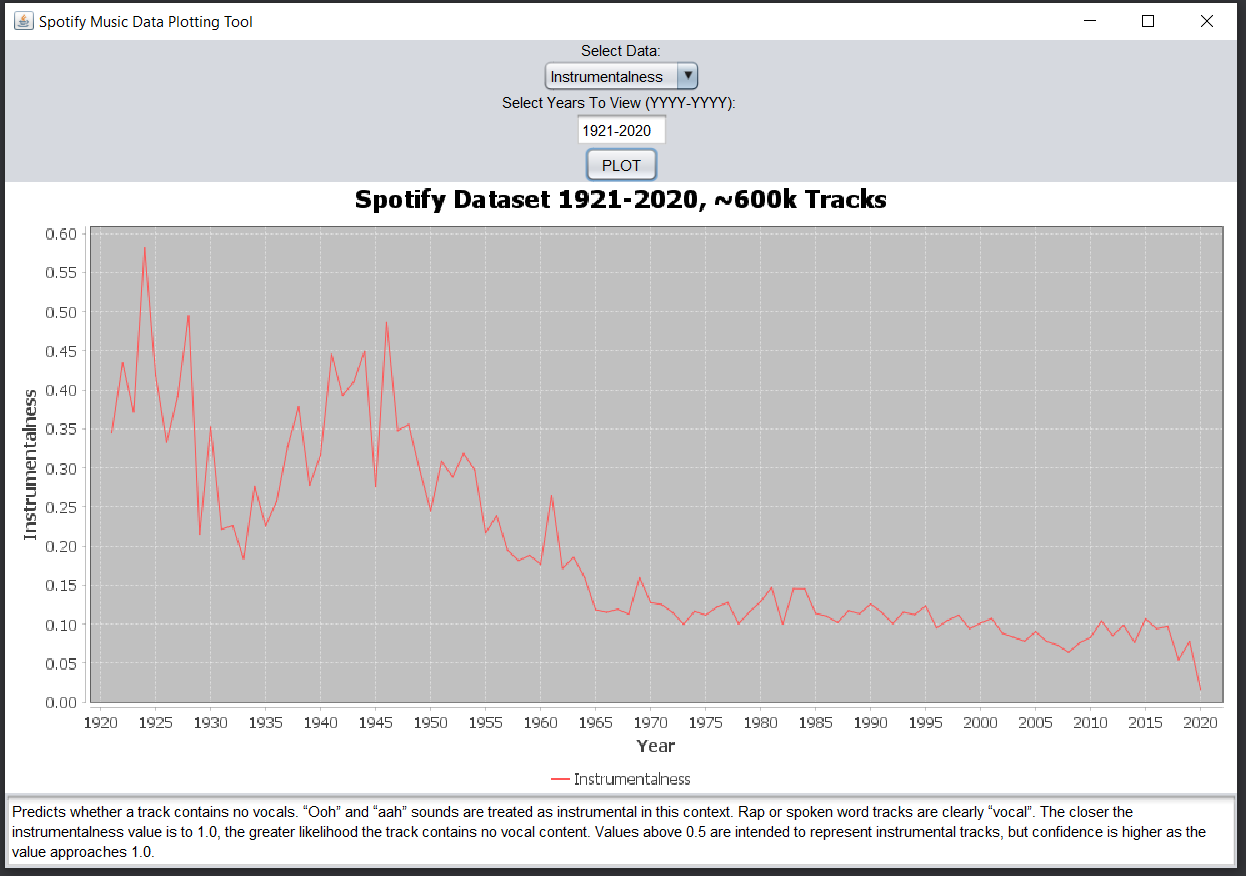 Spotify Music Data Plotting Tool
Select Data:
Instrumentalness
Select Years To View (YYYY-YYYY):
1921-2020
PLOT
Spotify Dataset 1921-2020, ~600k Tracks
0.60
0.55
0.50
0.45
0.40
0.35
0.30
0.25
0.20
0.15
0.10
0.05
0.00
Instrumentalness
1920 1925 1930 1935 1940 1945 1950 1955 1960 1965 1970 1975 1980 1985 1990 1995 2000 2005 2010 2015 2020
Year
Instrumentalness
Predicts whether a track contains no vocals. “Ooh” and “aah” sounds are treated as instrumental in this context. Rap or spoken word tracks are clearly “vocal”. The closer the
instrumentalness value is to 1.0, the greater likelihood the track contains no vocal content. Values above 0.5 are intended to represent instrumental tracks, but confidence is higher as the
value approaches 1.0.